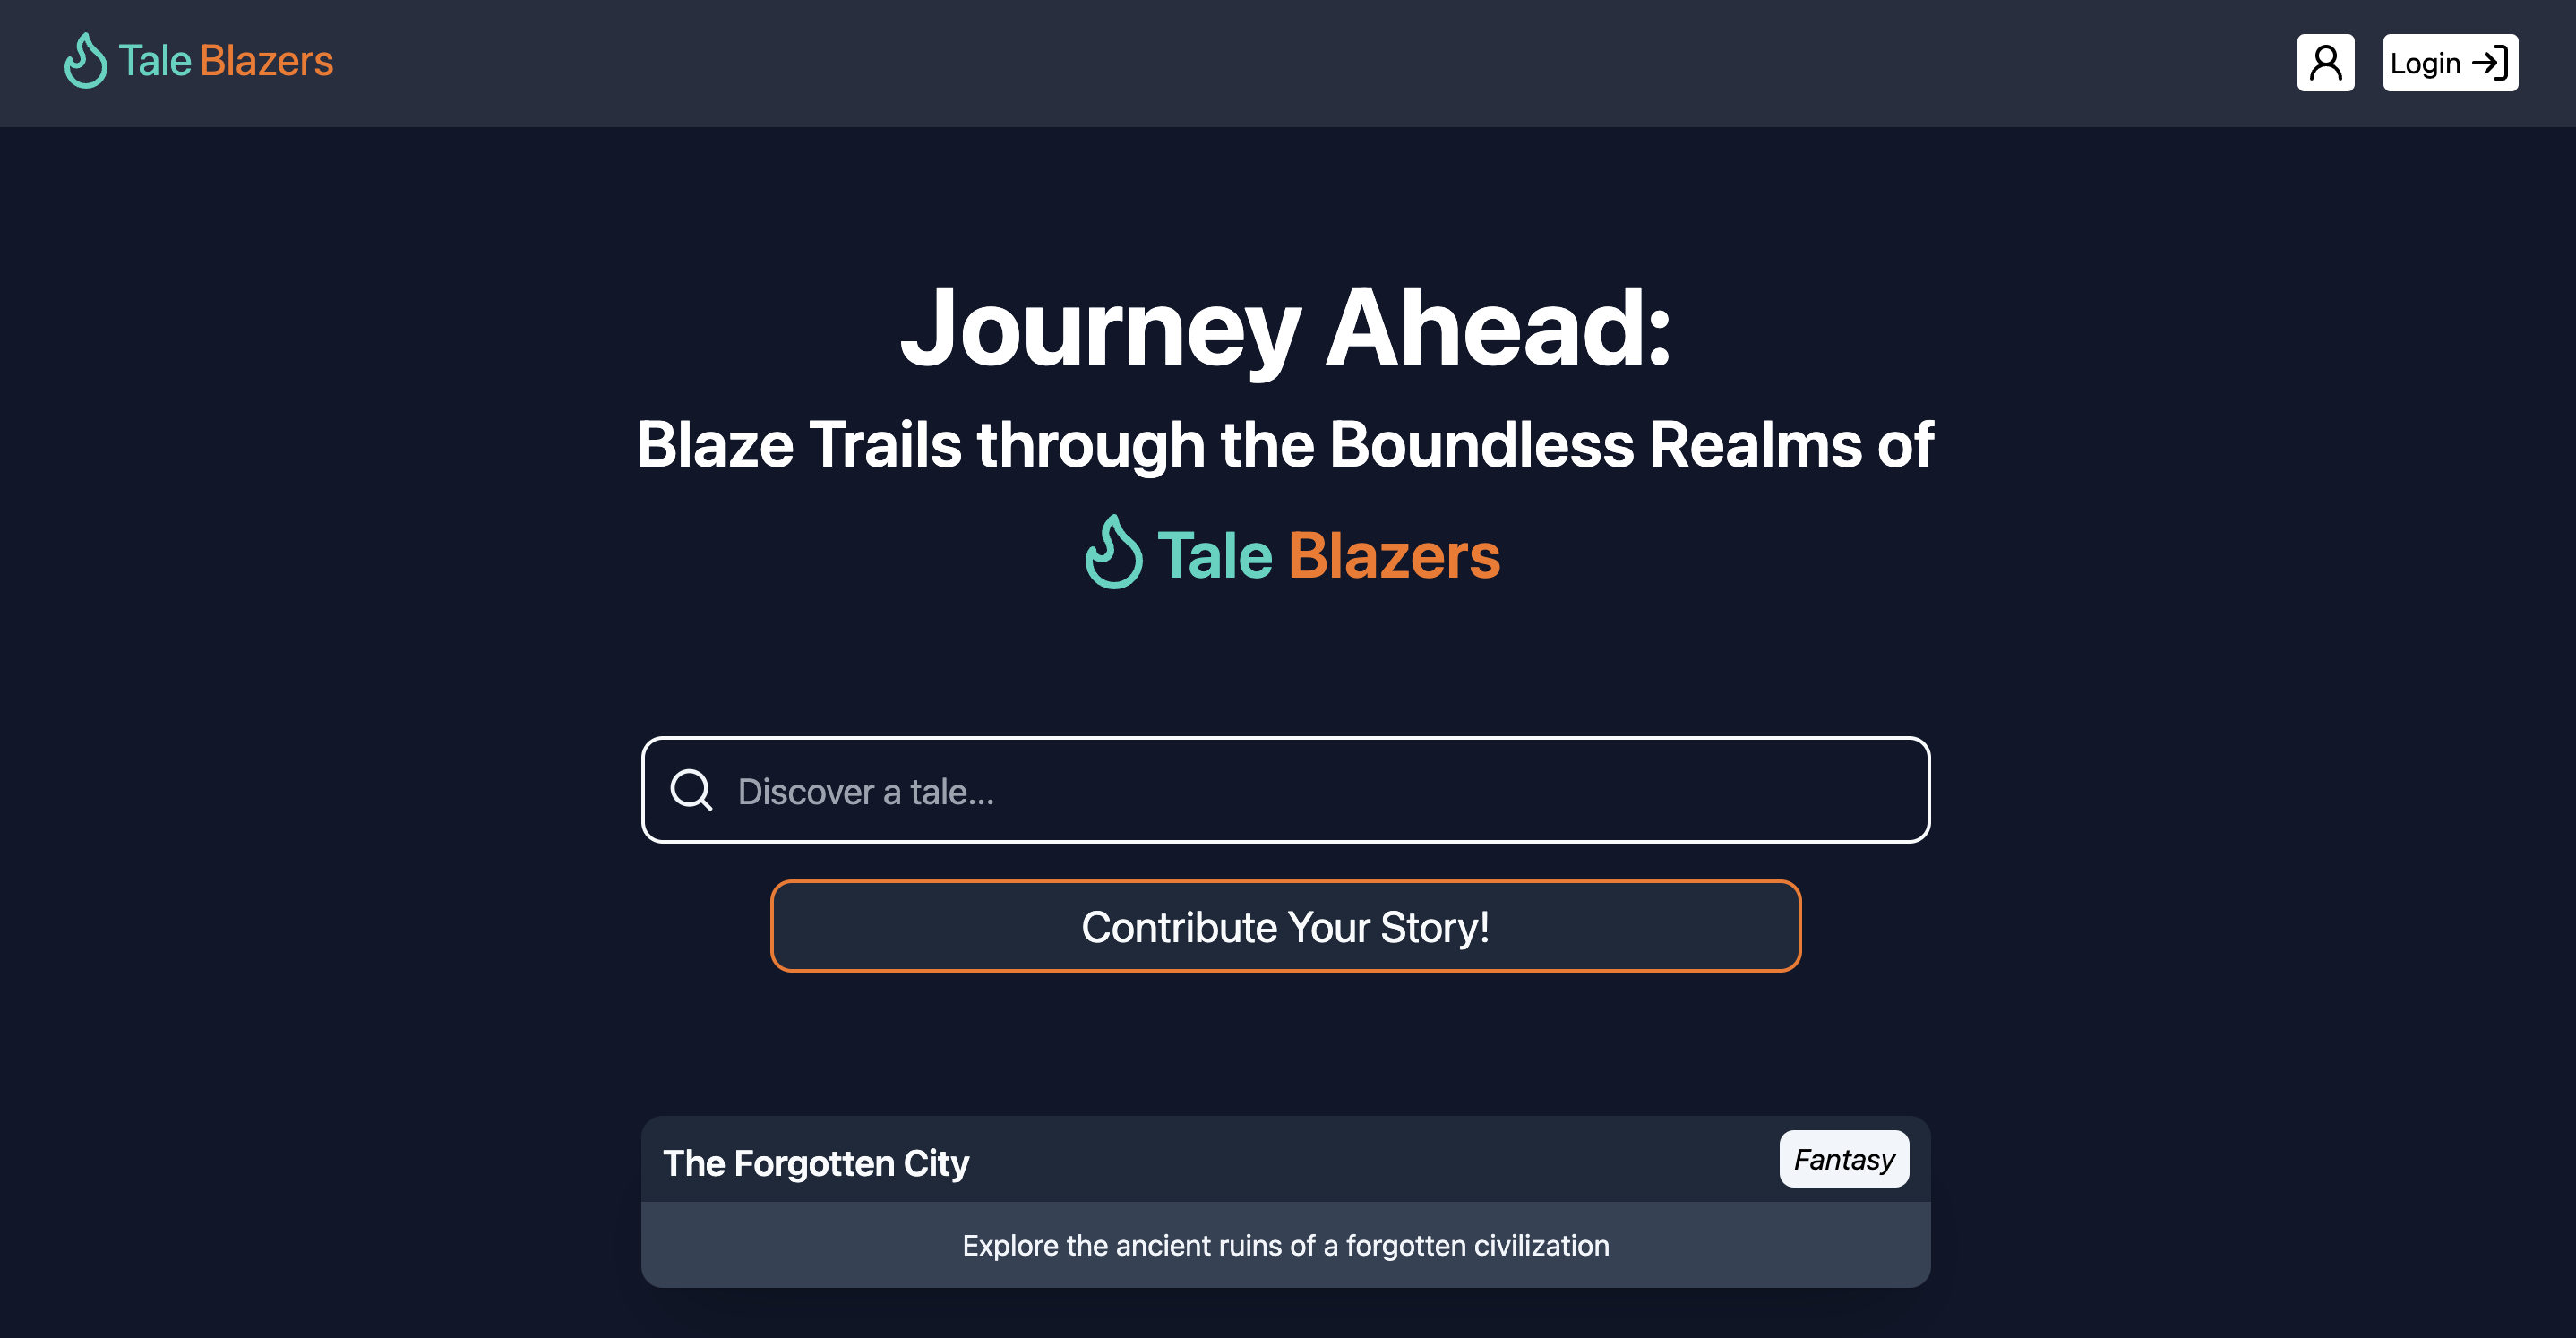 Tale Blazers
Login
Journey Ahead:
Blaze Trails through the Boundless Realms of
Tale Blazers
Discover a tale...
Contribute Your Story!
The Forgotten City
Fantasy
Explore the ancient ruins of a forgotten civilization